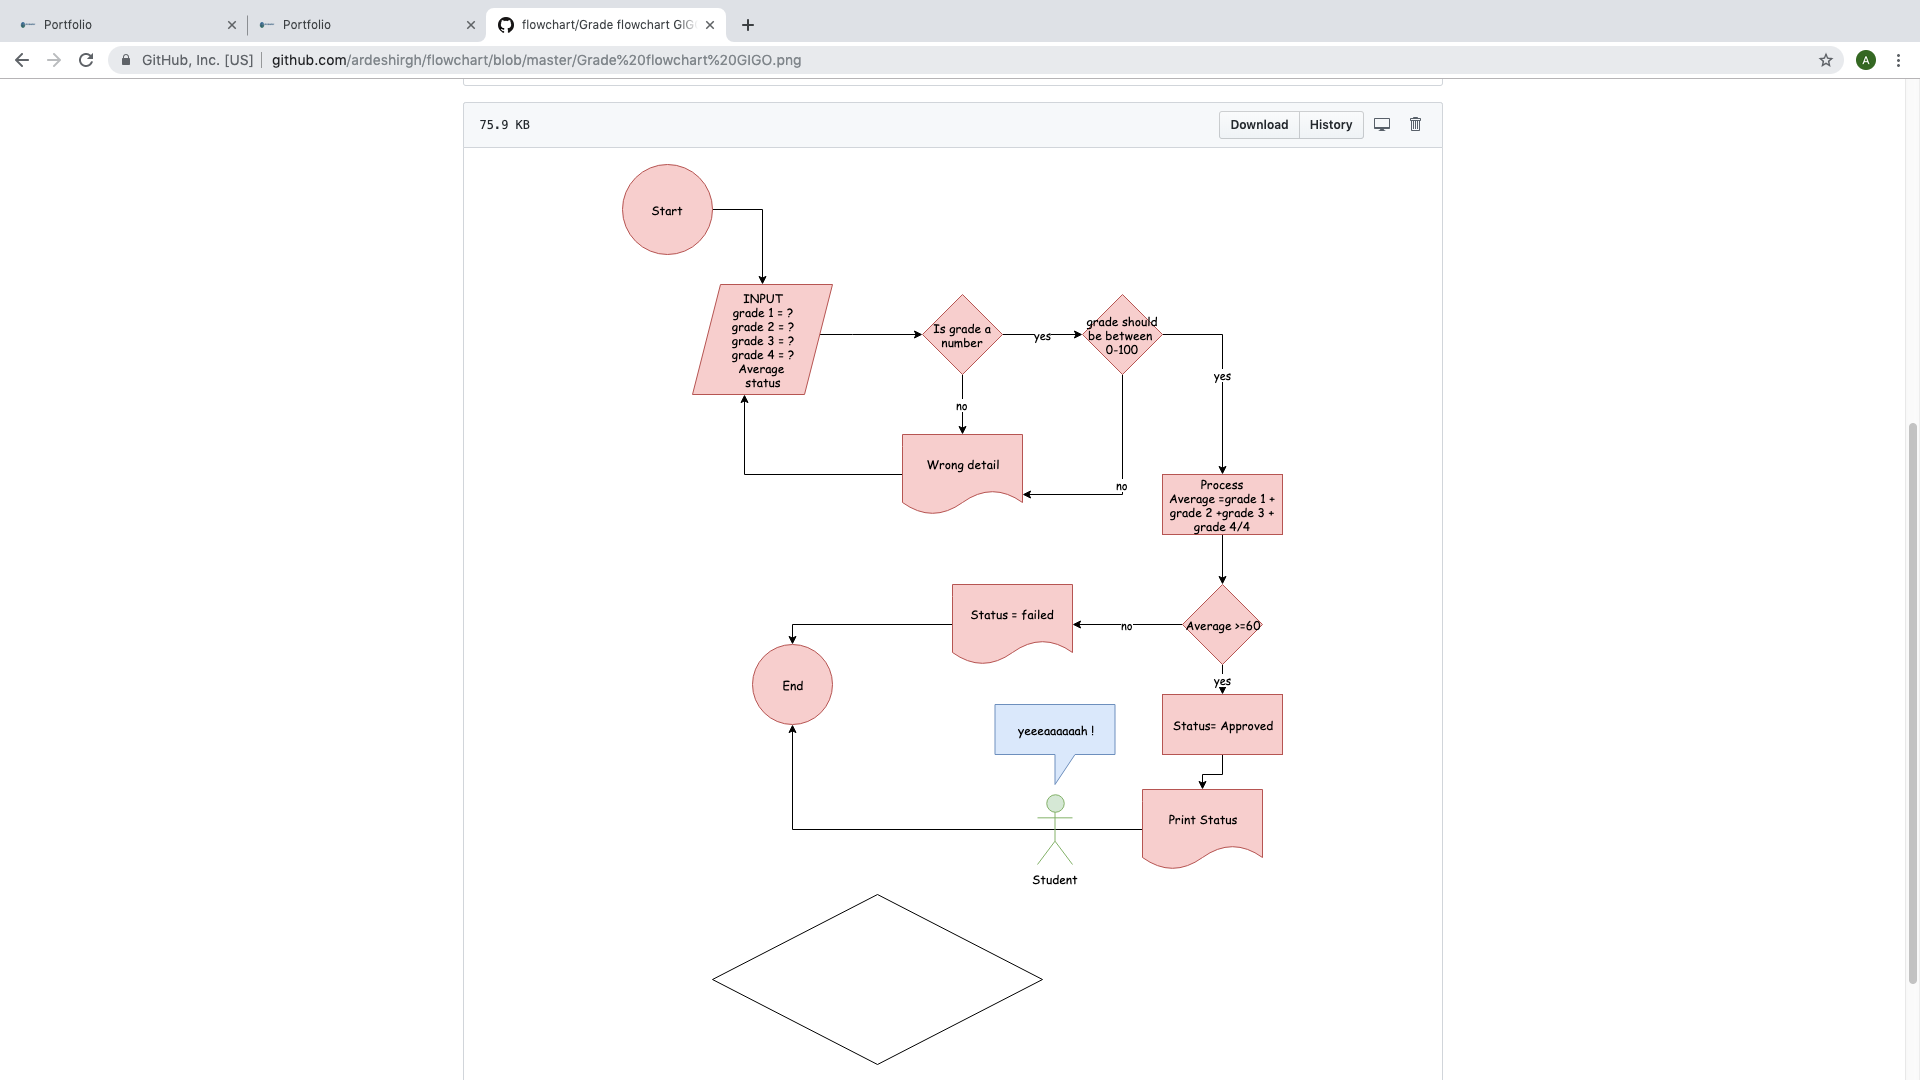 Portfolio
Portfolio
flowchart/Grade flowchart GIG
GitHub, Inc. [US]
github.com/ardeshirgh/flowchart/blob/master/Grade%20flowchart%20GIGO.png
A
75.9 KB
Download
History
Start
INPUT
grade 1 = ?
grade 2 = ?
grade 3 = ?
grade 4 = ?
Average
status
Is grade a
number
yes
grade should
be between
0-100
yes
no
Wrong detail
no
Process
Average =grade 1 +
grade 2 +grade 3 +
grade 4/4
Status = failed
no
Average >=60
End
yes
yeeeaaaaaah !
Status= Approved
Print Status
Student